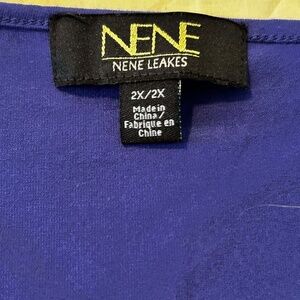 NENE
NENE LEAKES
2X/2X
Made in
China/
Fabriqué en
Chine